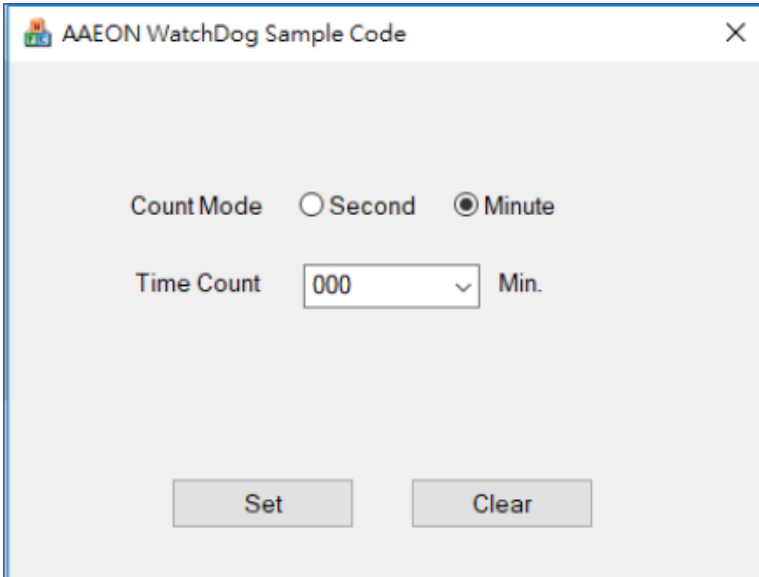 AAEON WatchDog Sample Code
Count Mode Second Minute
Time Count 000 Min.
Set Clear